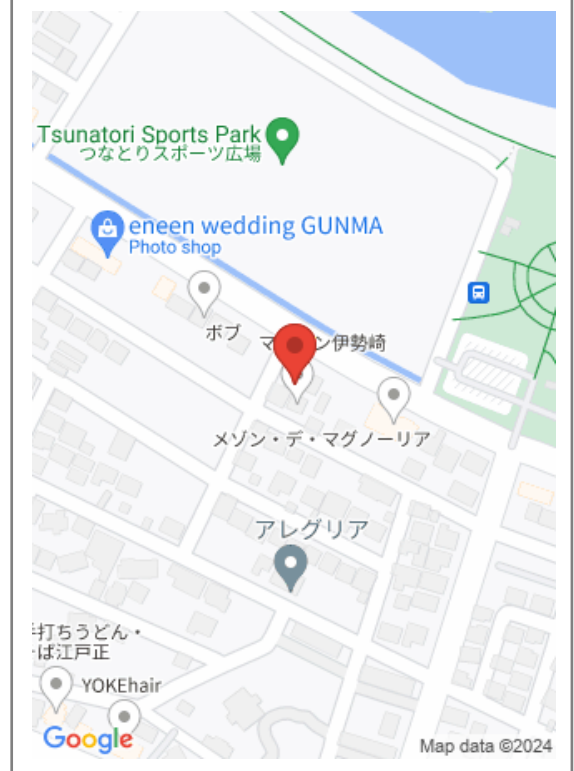 Tsunatori Sports Park
つなとりスポーツ広場
eneen wedding GUNMA
Photo shop
ボブ
ン伊勢崎
メゾン・デ・マグノーリア
アレグリア
打ちうどん・
ば江戸正
YOKEhair
Google
Map data ©2024